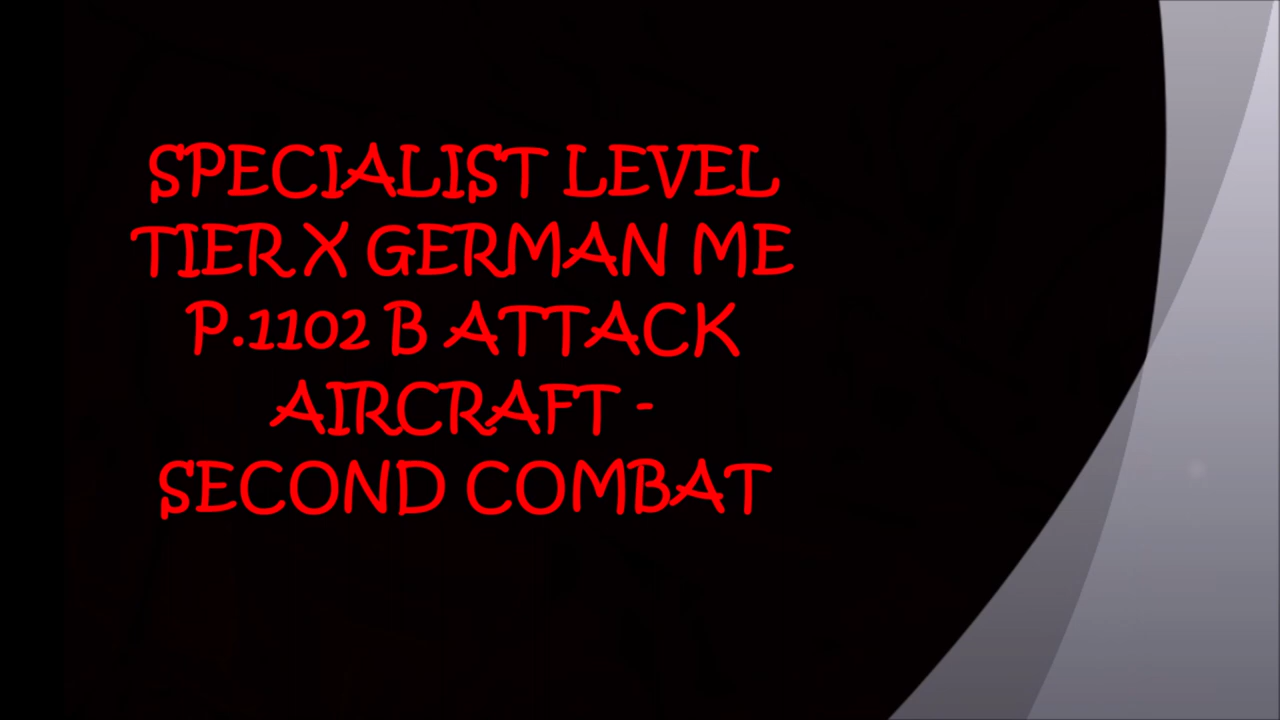 SPECIALIST LEVEL
TIER X GERMAN ME
P.1102 B ATTACK
AIRCRAFT -
SECOND COMBAT